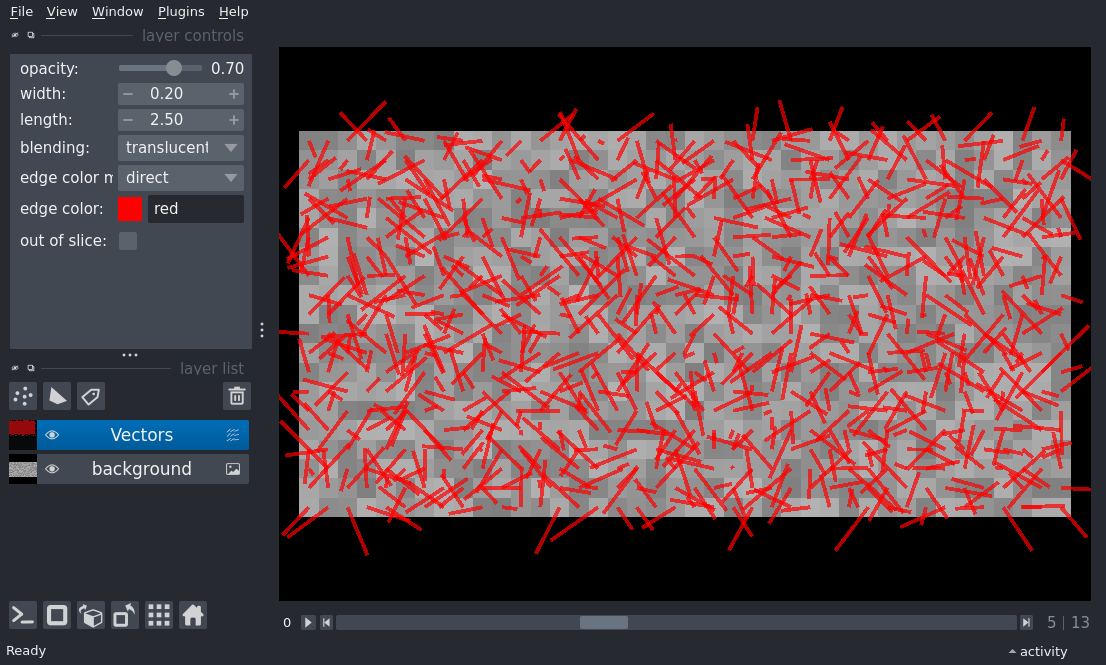 File View Window Plugins Help
layer controls
opacity: 0.70
width: 0.20
length: 2.50
blending: translucent
edge color m direct
edge color: red
out of slice:
layer list
Vectors
background
0 5 | 13
Ready activity